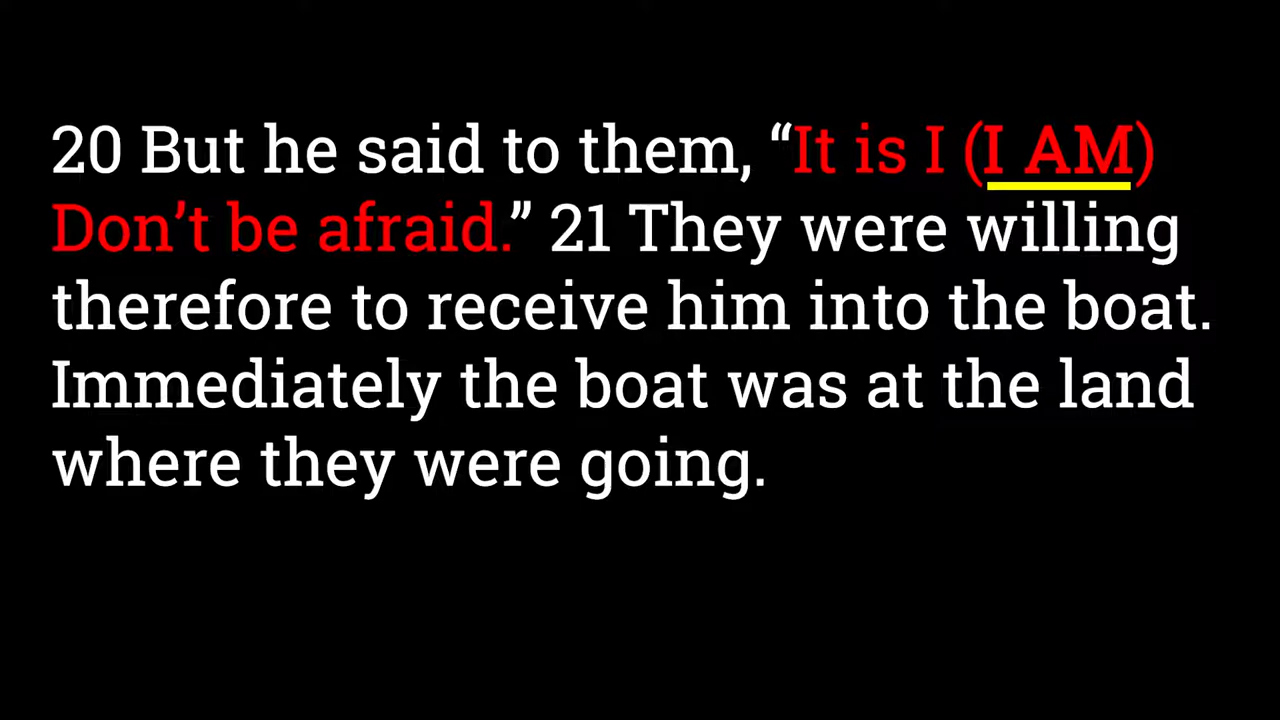 20 But he said to them, “It is I (I AM)
Don’t be afraid.” 21 They were willing
therefore to receive him into the boat.
Immediately the boat was at the land
where they were going.